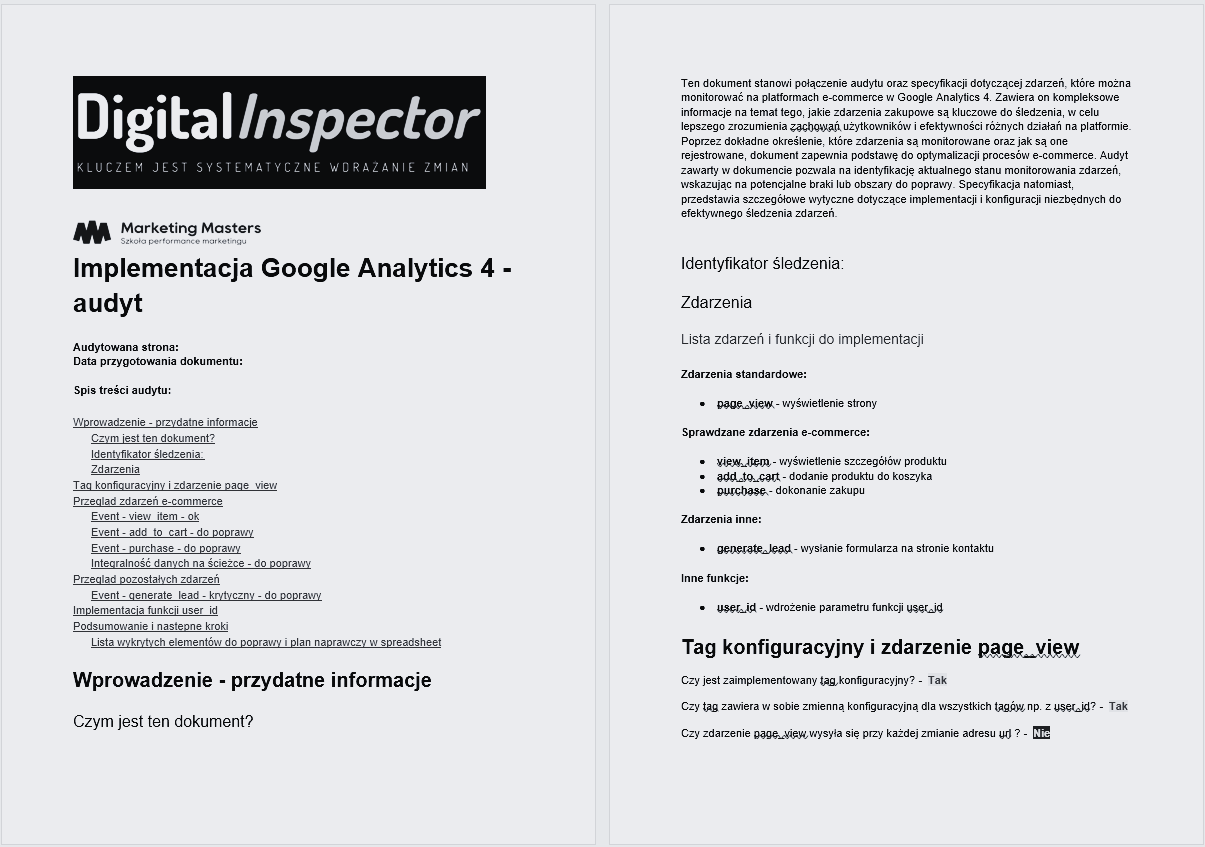 DigitalInspector
KLUCZEM JEST SYSTEMATYCZNE WDRAŻANIE ZMIAN
Marketing Masters
Szkoła performance marketingu
Implementacja Google Analytics 4 -
audyt
Audytowana strona:
Data przygotowania dokumentu:
Spis treści audytu:
Wprowadzenie - przydatne informacje
Czym jest ten dokument?
Identyfikator śledzenia:
Zdarzenia
Tag konfiguracyjny i zdarzenie page_view
Przegląd zdarzeń e-commerce
Event - view_item - ok
Event - add_to_cart - do poprawy
Event - purchase - do poprawy
Integralność danych na ścieżce - do poprawy
Przegląd pozostałych zdarzeń
Event - generate_lead - krytyczny - do poprawy
Implementacja funkcji user_id
Podsumowanie i następne kroki
Lista wykrytych elementów do poprawy i plan naprawczy w spreadsheet
Wprowadzenie - przydatne informacje
Czym jest ten dokument?
Ten dokument stanowi połączenie audytu oraz specyfikacji dotyczącej zdarzeń, które można
monitorować na platformach e-commerce w Google Analytics 4. Zawiera on kompleksowe
informacje na temat tego, jakie zdarzenia zakupowe są kluczowe do śledzenia, w celu
lepszego zrozumienia zachowań użytkowników i efektywności różnych działań na platformie.
Poprzez dokładne określenie, które zdarzenia są monitorowane oraz jak są one
rejestrowane, dokument zapewnia podstawę do optymalizacji procesów e-commerce. Audyt
zawarty w dokumencie pozwala na identyfikację aktualnego stanu monitorowania zdarzeń,
wskazując na potencjalne braki lub obszary do poprawy. Specyfikacja natomiast,
przedstawia szczegółowe wytyczne dotyczące implementacji i konfiguracji niezbędnych do
efektywnego śledzenia zdarzeń.
Identyfikator śledzenia:
Zdarzenia
Lista zdarzeń i funkcji do implementacji
Zdarzenia standardowe:
● page_view - wyświetlenie strony
Sprawdzane zdarzenia e-commerce:
● view_item - wyświetlenie szczegółów produktu
● add_to_cart - dodanie produktu do koszyka
● purchase - dokonanie zakupu
Zdarzenia inne:
● generate_lead - wysłanie formularza na stronie kontaktu
Inne funkcje:
● user_id - wdrożenie parametru funkcji user_id
Tag konfiguracyjny i zdarzenie page_view
Czy jest zaimplementowany tag konfiguracyjny? - Tak
Czy tag zawiera w sobie zmienną konfiguracyjną dla wszystkich tagów np. z user_id? - Tak
Czy zdarzenie page_view wysyła się przy każdej zmianie adresu url ? - Nie